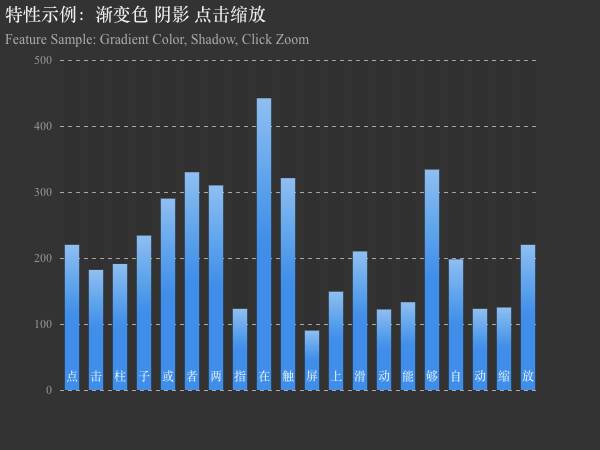 特性示例：渐变色 阴影 点击缩放
Feature Sample: Gradient Color, Shadow, Click Zoom
500
400
300
200
100
0
点 击 柱 子 或 者 两 指 在 触 屏 上 滑 动 能 够 自 动 缩 放